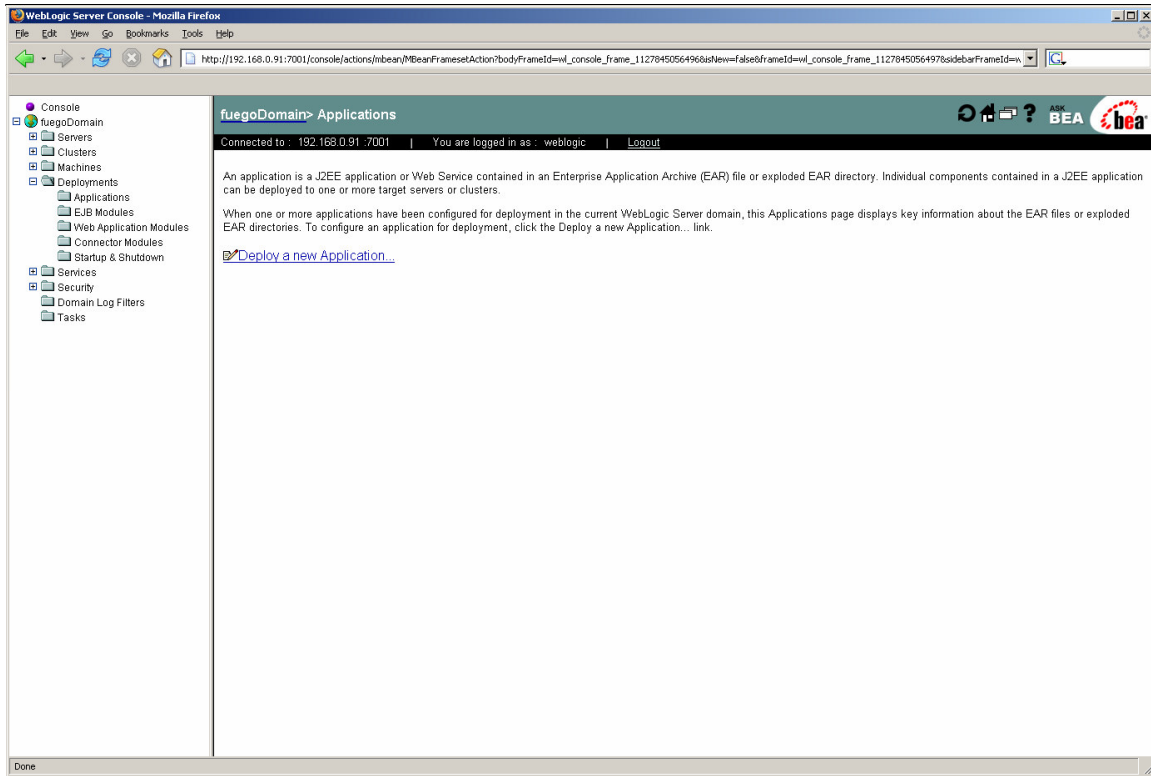 WebLogic Server Console - Mozilla Firefox
File Edit View Go Bookmarks Tools Help
http://192.168.0.91:7001/console/actions/mbean/MBeanFramesetAction?bodyFrameId=wl_console_frame_1127845056496&isNew=false&frameId=wl_console_frame_1127845056497&sidebarFrameId=w
G
Console
fuegoDomain
Servers
Clusters
Machines
Deployments
Applications
EJB Modules
Web Application Modules
Connector Modules
Startup & Shutdown
Services
Security
Domain Log Filters
Tasks
fuegoDomain> Applications
? ASK BEA bea
Connected to : 192.168.0.91 :7001 | You are logged in as : weblogic | Logout
An application is a J2EE application or Web Service contained in an Enterprise Application Archive (EAR) file or exploded EAR directory. Individual components contained in a J2EE application
can be deployed to one or more target servers or clusters.
When one or more applications have been configured for deployment in the current WebLogic Server domain, this Applications page displays key information about the EAR files or exploded
EAR directories. To configure an application for deployment, click the Deploy a new Application... link.
Deploy a new Application...
Done